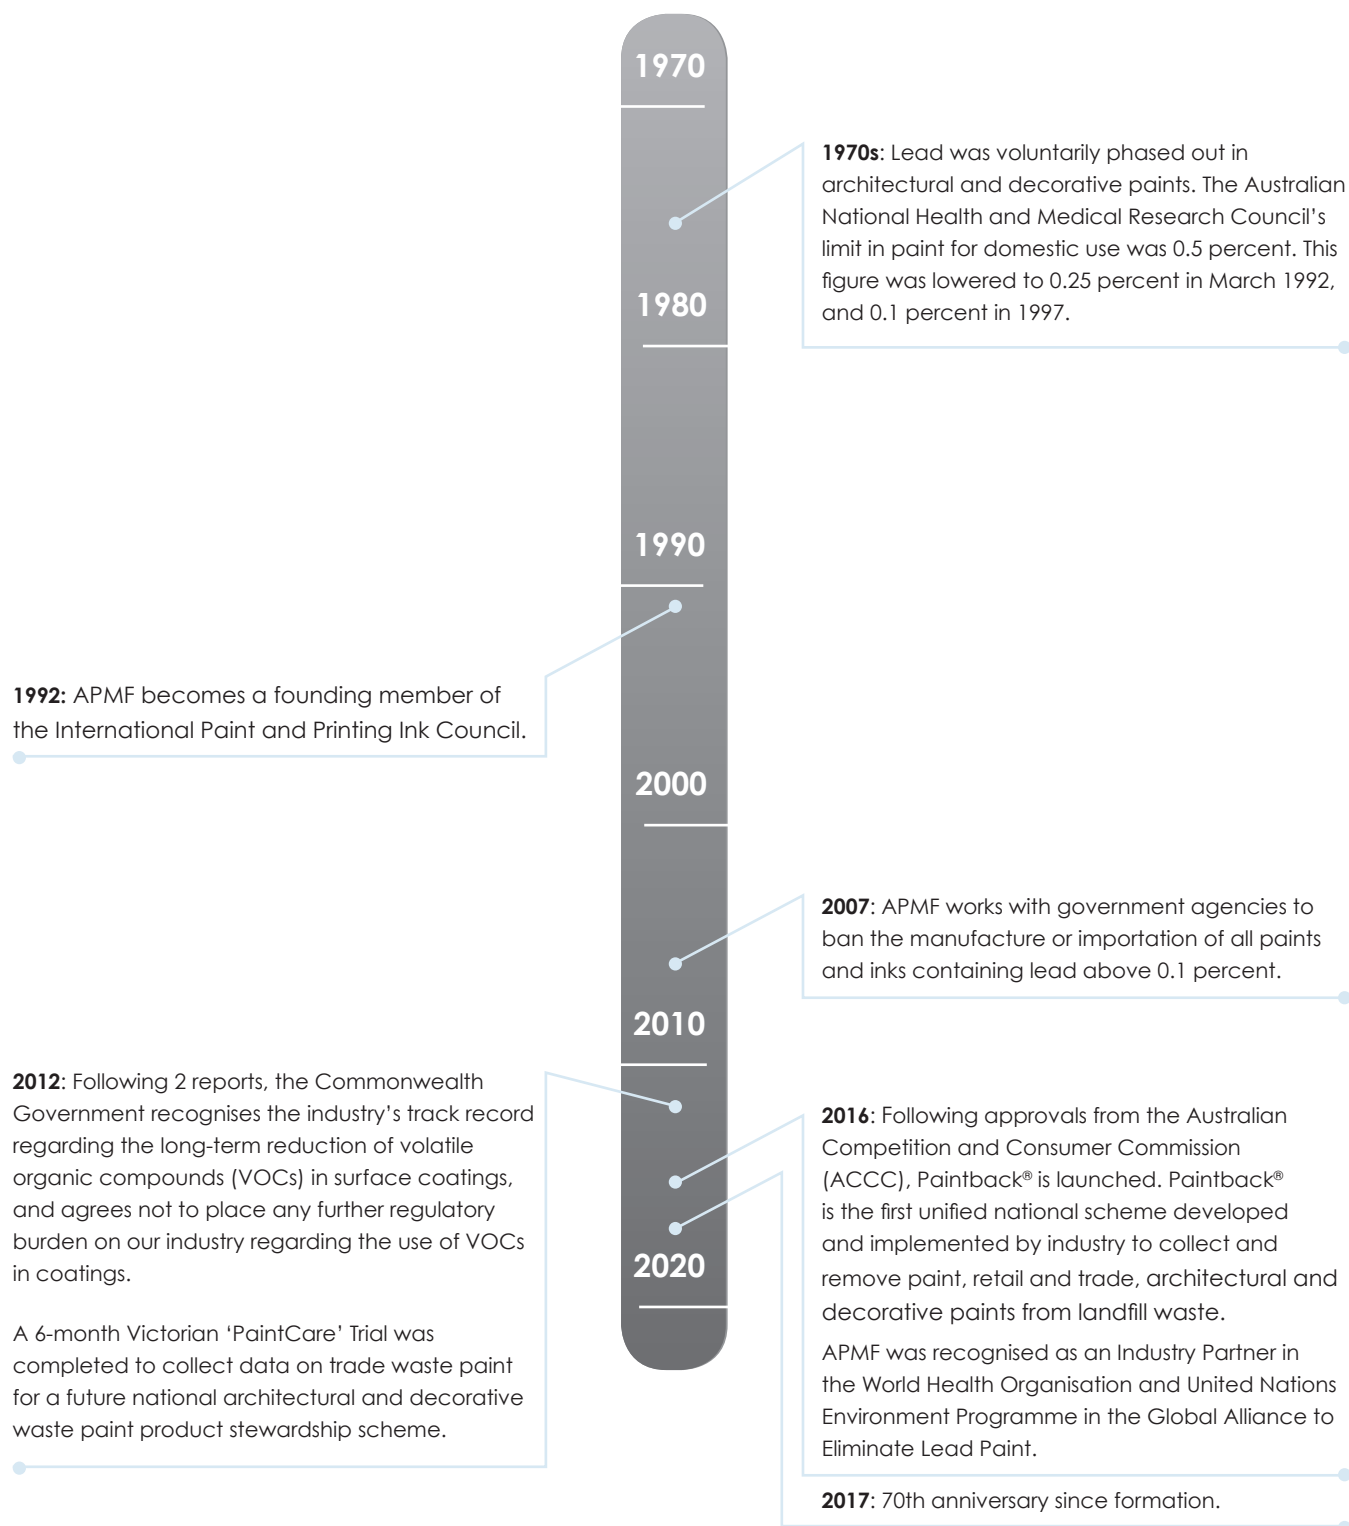 1970
1970s: Lead was voluntarily phased out in
architectural and decorative paints. The Australian
National Health and Medical Research Council’s
limit in paint for domestic use was 0.5 percent. This
figure was lowered to 0.25 percent in March 1992,
and 0.1 percent in 1997.
1980
1990
1992: APMF becomes a founding member of
the International Paint and Printing Ink Council.
2000
2007: APMF works with government agencies to
ban the manufacture or importation of all paints
and inks containing lead above 0.1 percent.
2010
2012: Following 2 reports, the Commonwealth
Government recognises the industry’s track record
regarding the long-term reduction of volatile
organic compounds (VOCs) in surface coatings,
and agrees not to place any further regulatory
burden on our industry regarding the use of VOCs
in coatings.
A 6-month Victorian ‘PaintCare’ Trial was
completed to collect data on trade waste paint
for a future national architectural and decorative
waste paint product stewardship scheme.
2016: Following approvals from the Australian
Competition and Consumer Commission
(ACCC), Paintback® is launched. Paintback®
is the first unified national scheme developed
and implemented by industry to collect and
remove paint, retail and trade, architectural and
decorative paints from landfill waste.
APMF was recognised as an Industry Partner in
the World Health Organisation and United Nations
Environment Programme in the Global Alliance to
Eliminate Lead Paint.
2017: 70th anniversary since formation.
2020